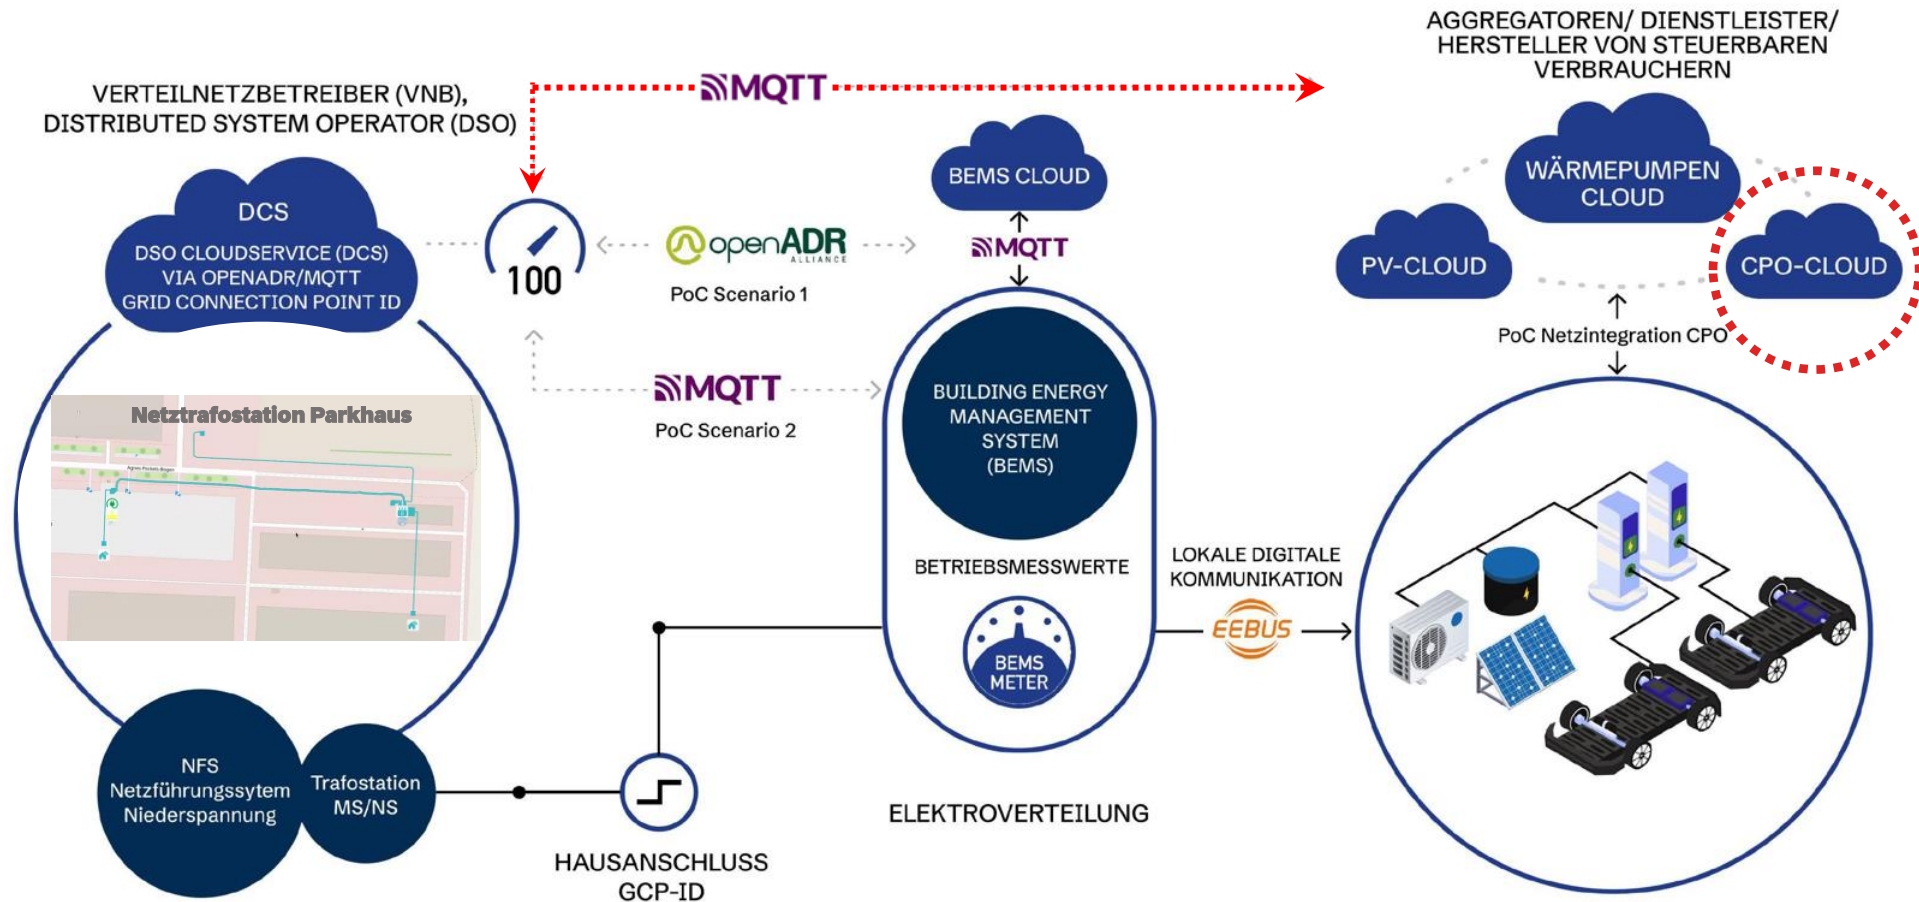 AGGREGATOREN/ DIENSTLEISTER/
HERSTELLER VON STEUERBAREN
VERBRAUCHERN
VERTEILNETZBETREIBER (VNB),
DISTRIBUTED SYSTEM OPERATOR (DSO)
MQTT
DCS
DSO CLOUDSERVICE (DCS)
VIA OPENADR/MQTT
GRID CONNECTION POINT ID
100
openADR
ALLIANCE
PoC Scenario 1
BEMS CLOUD
MQTT
WÄRMEPUMPEN
CLOUD
PV-CLOUD
CPO-CLOUD
PoC Netzintegration CPO
MQTT
PoC Scenario 2
BUILDING ENERGY
MANAGEMENT
SYSTEM
(BEMS)
Netztrafostation Parkhaus
Agnes-Pockels-Bogen
BETRIEBSMESSWERTE
BEMS
METER
LOKALE DIGITALE
KOMMUNIKATION
EEBUS
NFS
Netzführungssytem
Niederspannung
Trafostation
MS/NS
HAUSANSCHLUSS
GCP-ID
ELEKTROVERTEILUNG